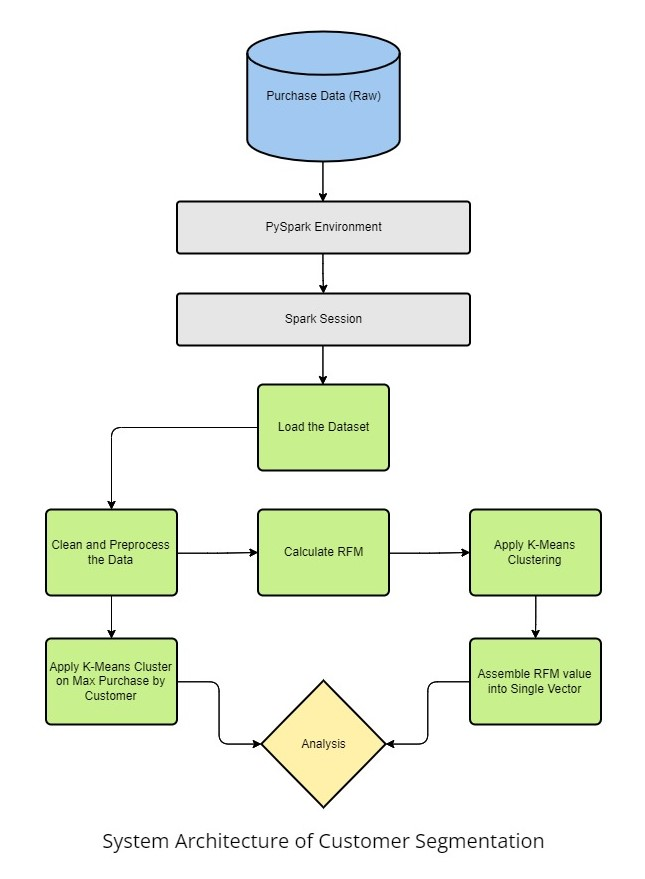 Purchase Data (Raw)
PySpark Environment
Spark Session
Load the Dataset
Clean and Preprocess
the Data
Calculate RFM
Apply K-Means
Clustering
Apply K-Means Cluster
on Max Purchase by
Customer
Assemble RFM value
into Single Vector
Analysis
System Architecture of Customer Segmentation